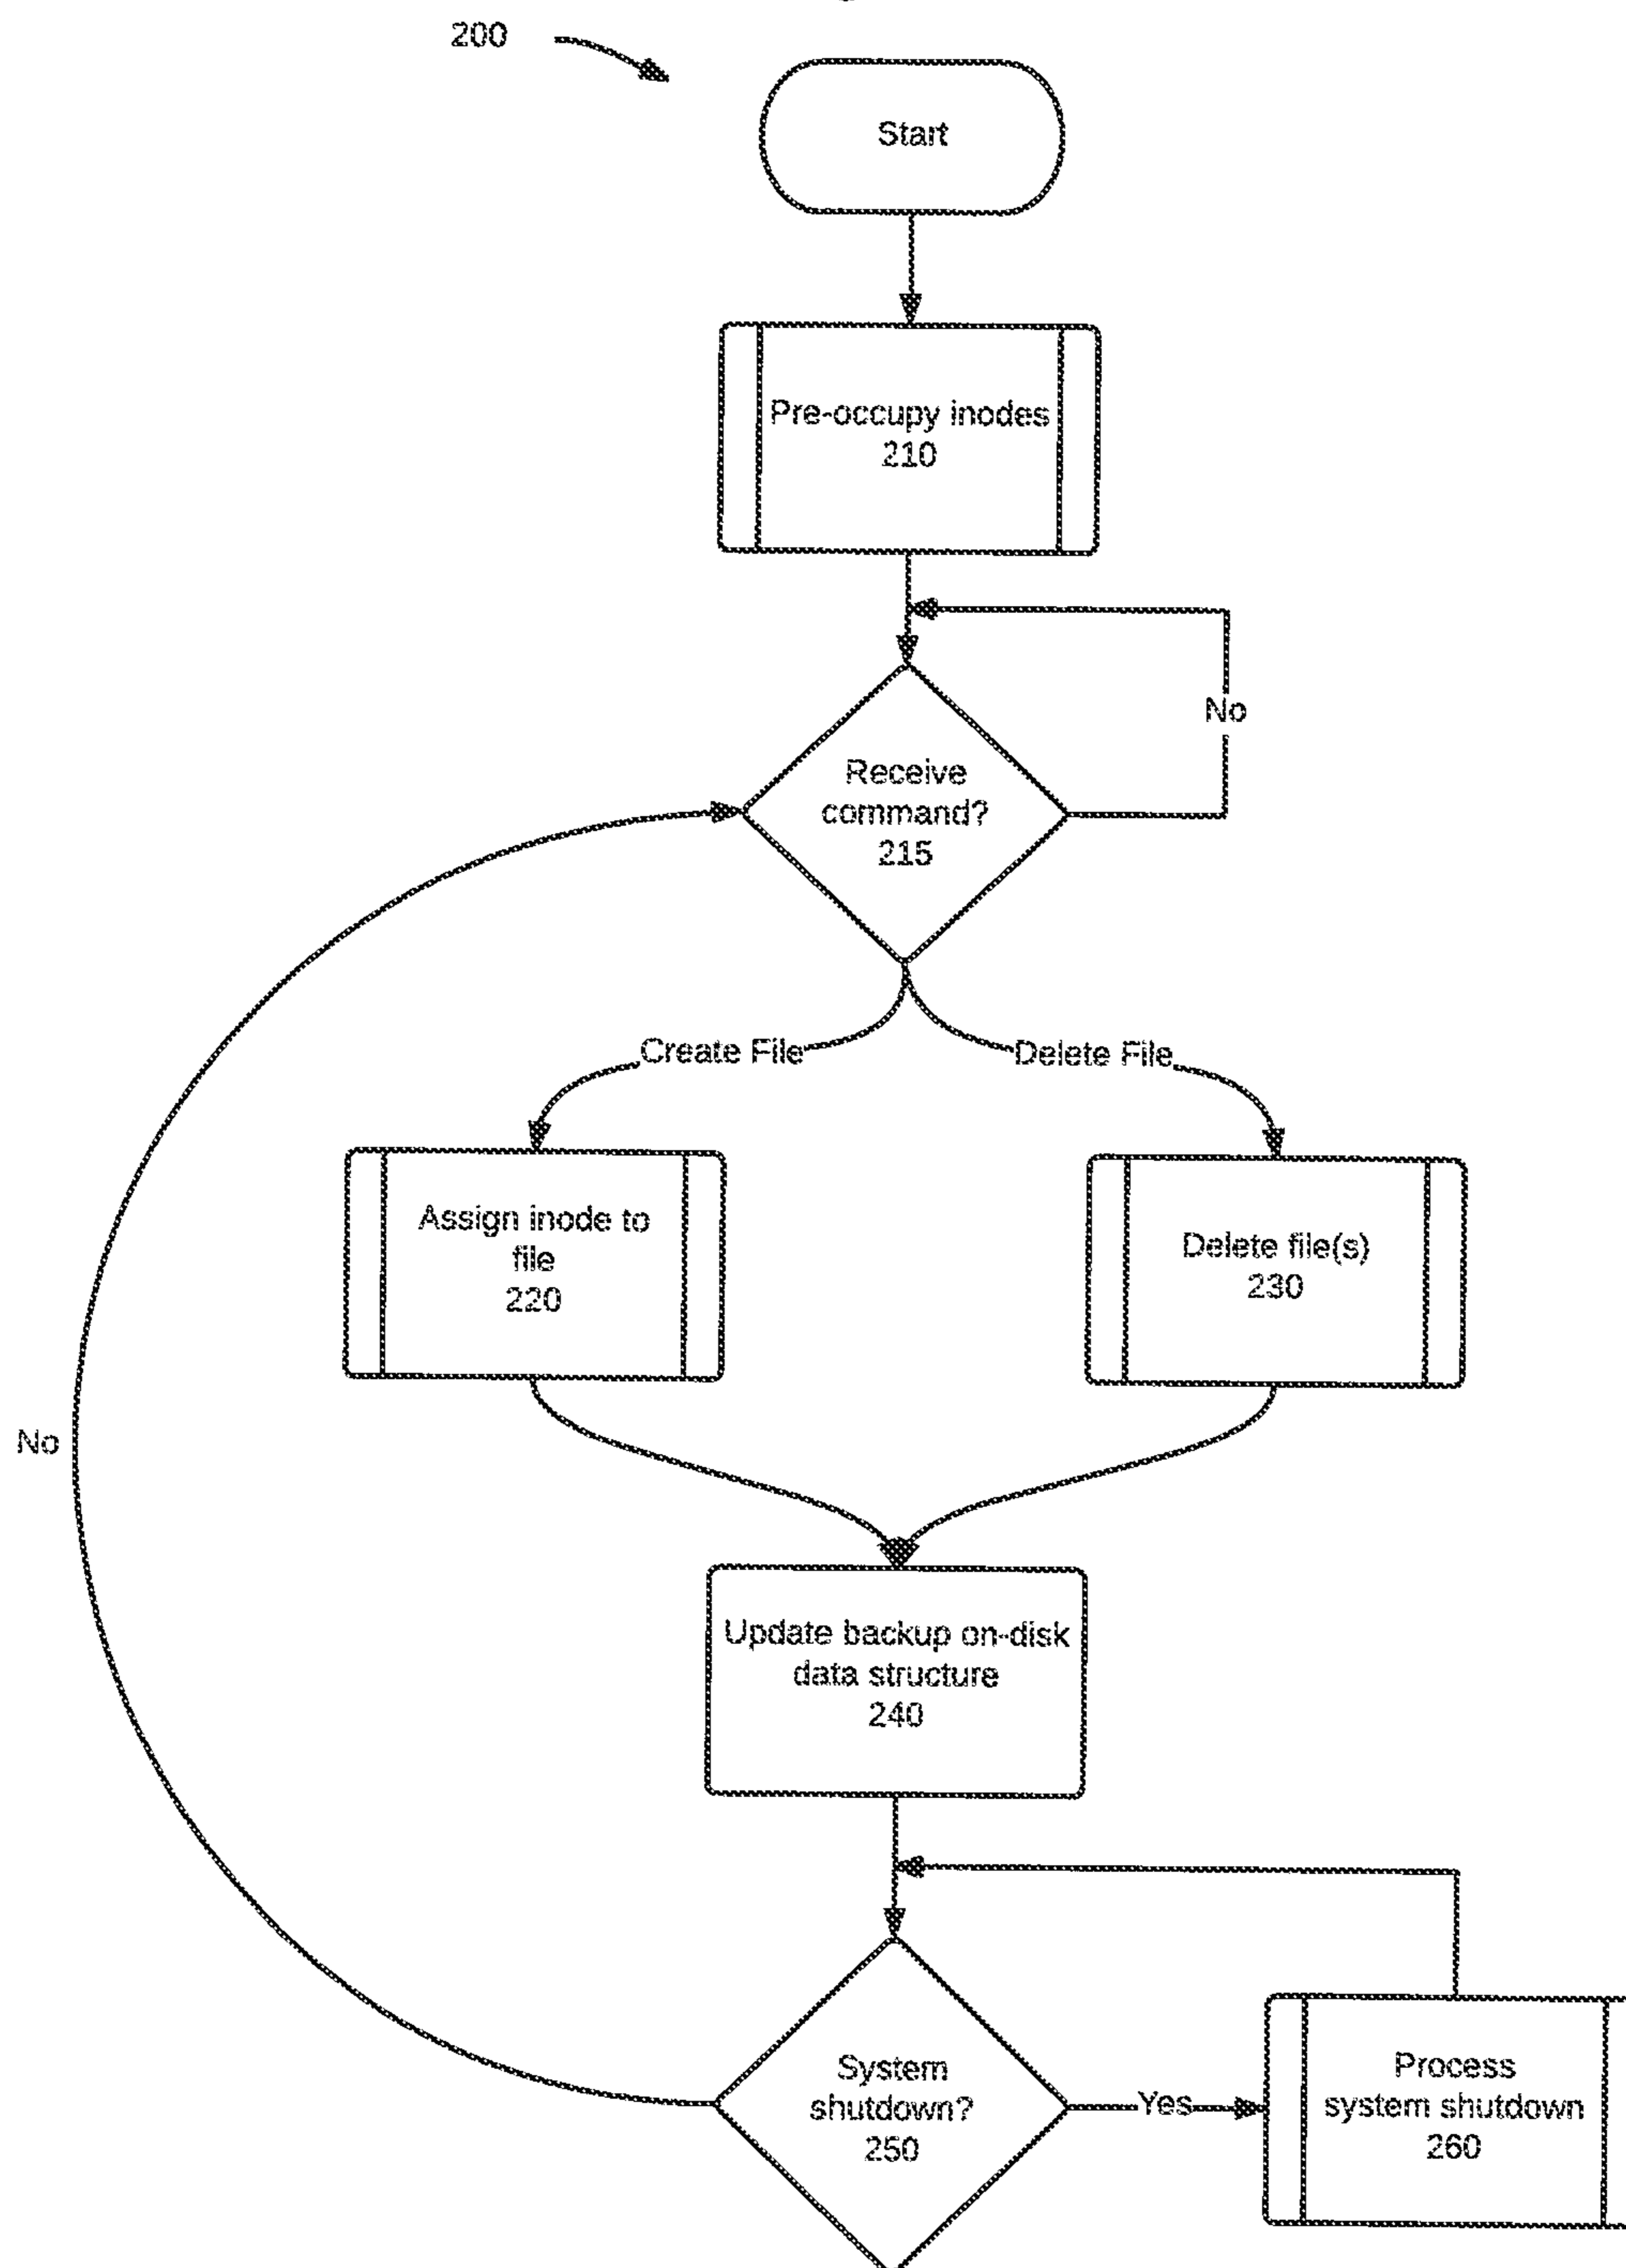 200
Start
Pre-occupy inodes
210
No
Receive
command?
215
Create File
Delete File
Assign inode to
file
220
Delete file(s)
230
No
Update backup on-disk
data structure
240
System
shutdown?
250
Yes
Process
system shutdown
260